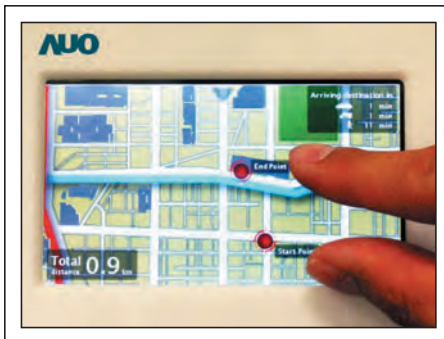 AUO
Arriving destination in..
1 min
1 min
11 min
End Point
Start Point
Total
distance 0.9 km